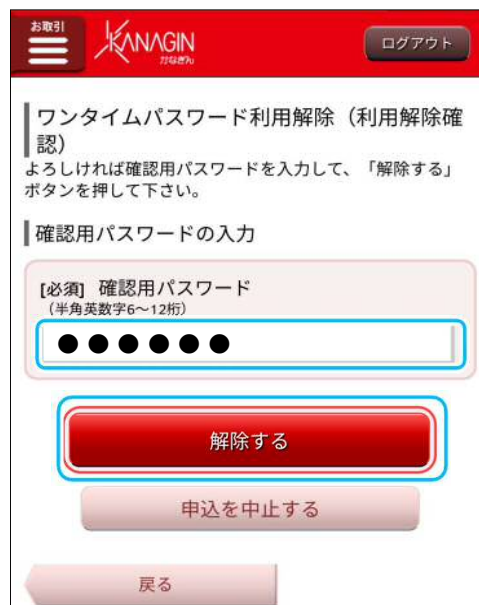 お取引
KANAGIN
かなぎん
ログアウト
ワンタイムパスワード利用解除（利用解除確
認）
よろしければ確認用パスワードを入力して、「解除する」
ボタンを押して下さい。
確認用パスワードの入力
[必須] 確認用パスワード
（半角英数字6～12桁）
●●●●●●
解除する
申込を中止する
戻る